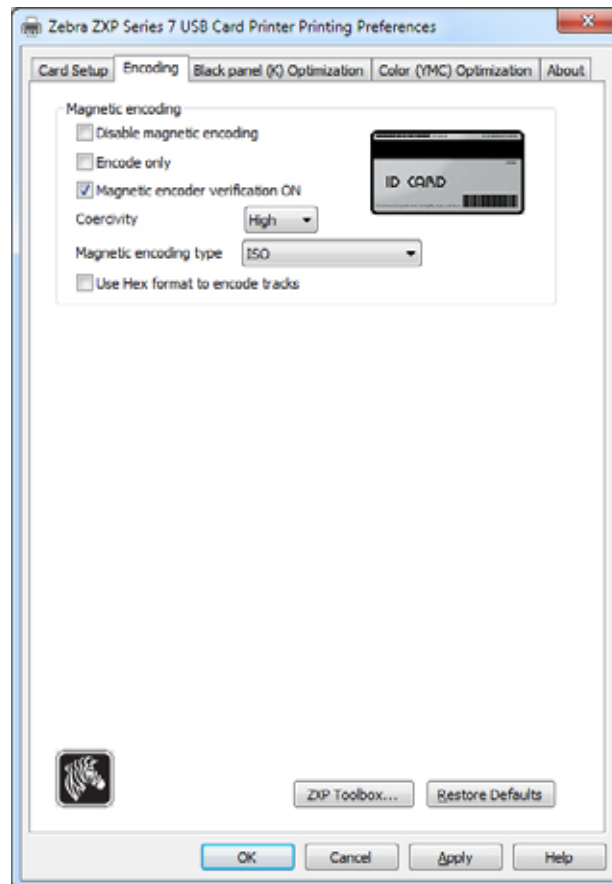 Zebra ZXP Series 7 USB Card Printer Printing Preferences
Card Setup Encoding Black panel (K) Optimization Color (YMC) Optimization About
Magnetic encoding
Disable magnetic encoding
Encode only
Magnetic encoder verification ON
ID CARD
Coercivity High
Magnetic encoding type ISO
Use Hex format to encode tracks
ZXP Toolbox... Restore Defaults
OK Cancel Apply Help